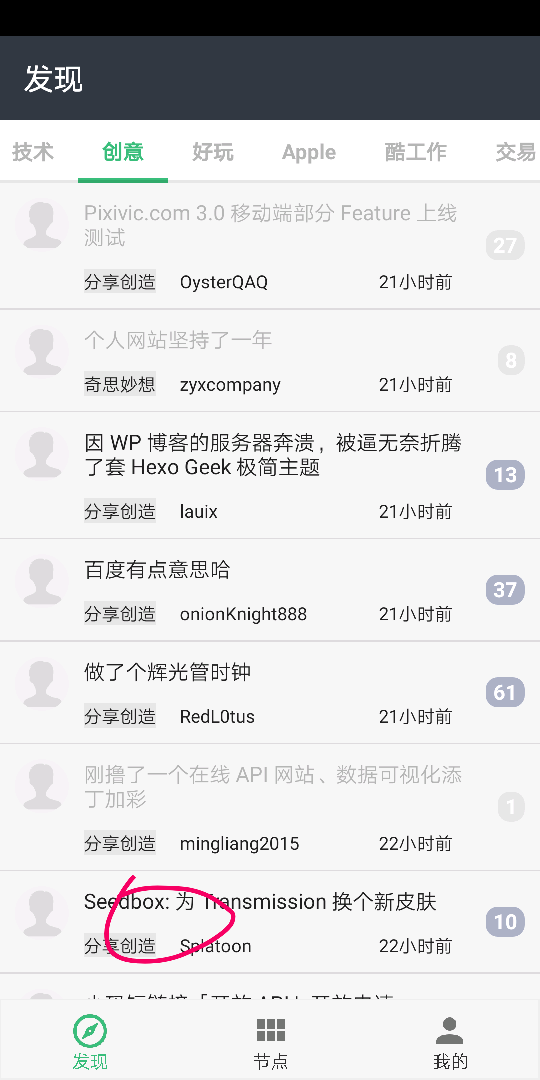 发现
技术 创意 好玩 Apple 酷工作 交易
Pixivic.com 3.0 移动端部分 Feature 上线
测试
27
分享创造 OysterQAQ 21小时前
个人网站坚持了一年
8
奇思妙想 zyxcompany 21小时前
因 WP 博客的服务器奔溃，被逼无奈折腾
了套 Hexo Geek 极简主题
13
分享创造 lauix 21小时前
百度有点意思哈
37
分享创造 onionKnight888 21小时前
做了个辉光管时钟
61
分享创造 RedL0tus 21小时前
刚撸了一个在线 API 网站、数据可视化添
丁加彩
1
分享创造 mingliang2015 22小时前
Seedbox: 为 Transmission 换个新皮肤
10
分享创造 Splatoon 22小时前
发现 节点 我的